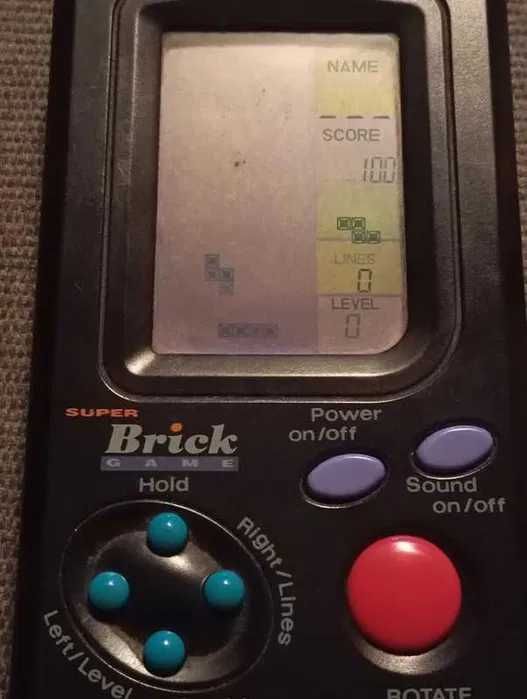 NAME
SCORE
100
LINES
0
LEVEL
0
SUPER
Brick
GAME
Power
on/off
Sound
on/off
Hold
Right/Lines
Left/Level
ROTATE